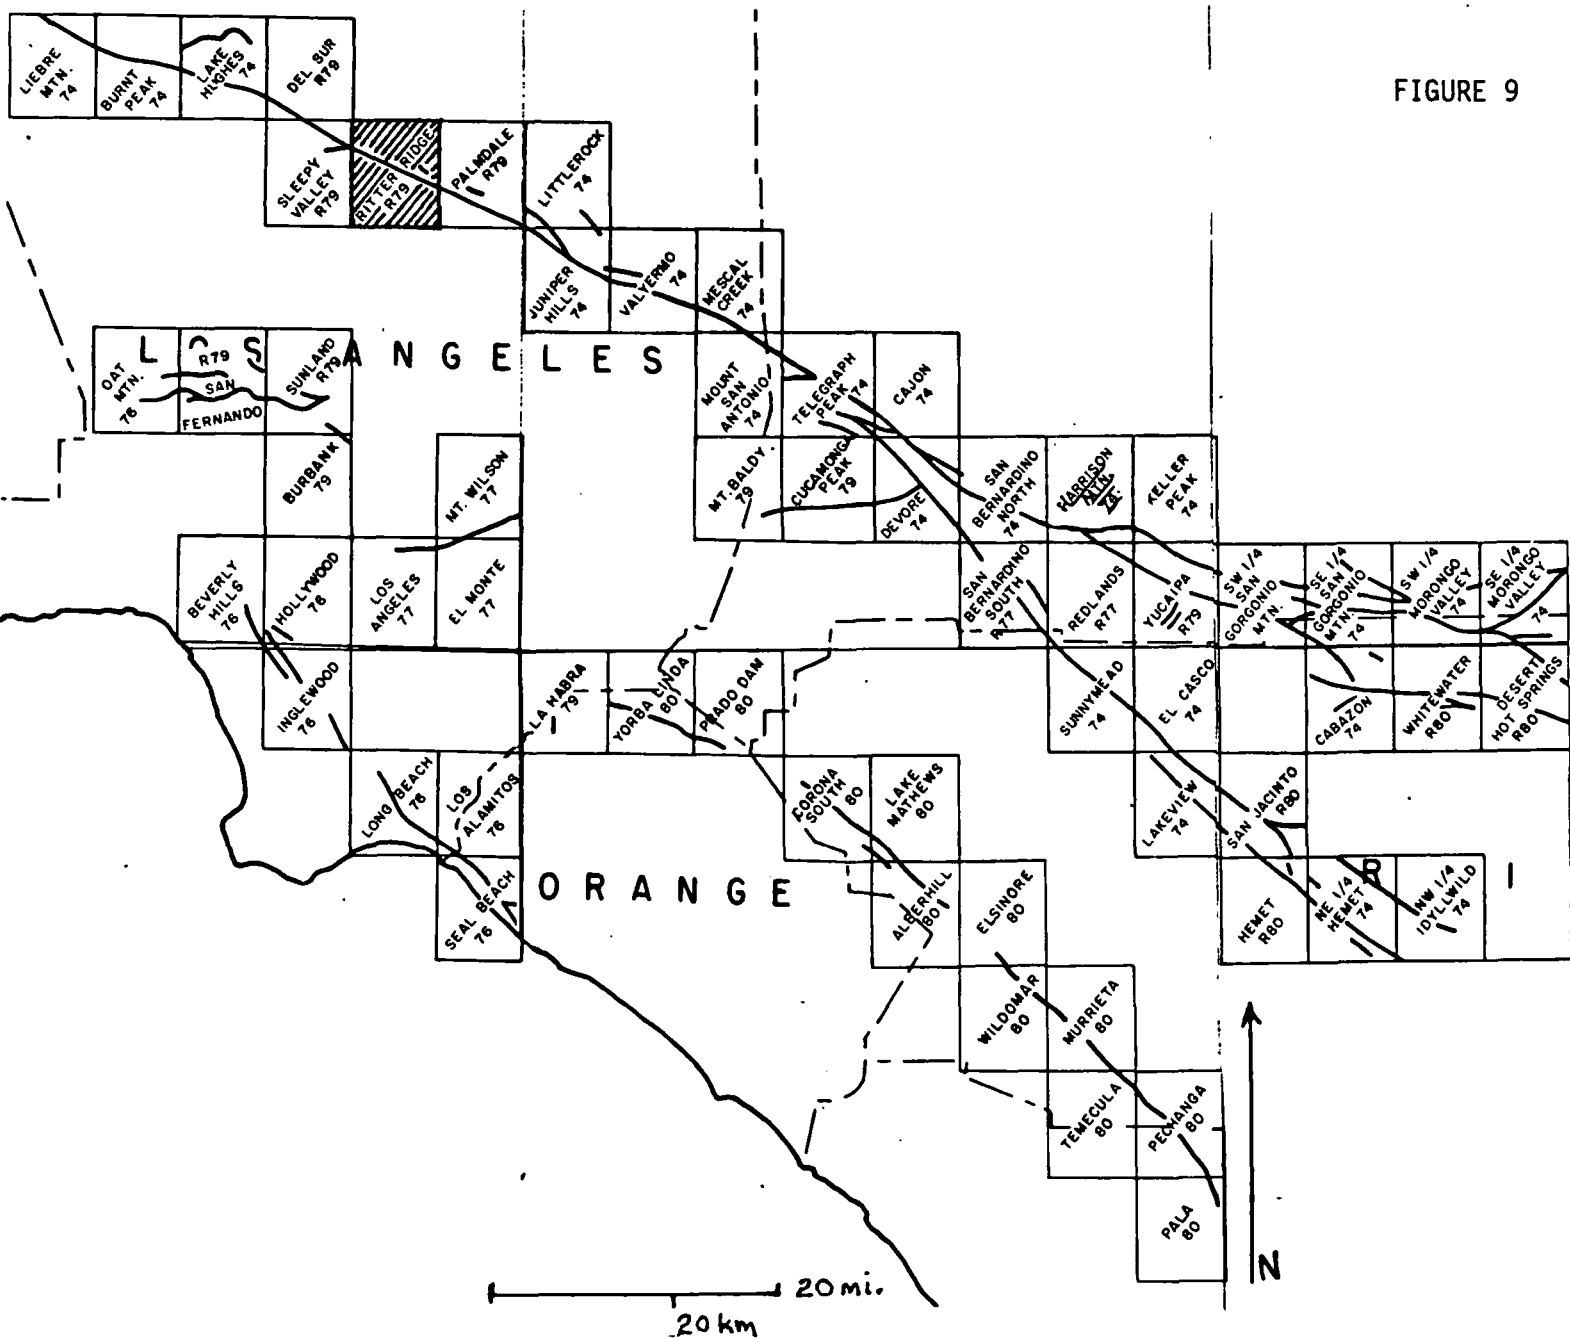 FIGURE 9
LIEBRE
MTN.
74
BURNT
PEAK
74
LAKE
HUGHES
74
DEL SUR
R79
SLEEPY
VALLEY
R79
RITTER RIDGE
R79
PALMDALE
R79
LITTLEROCK
74
JUNIPER
HILLS
74
VALYERMO
74
MESCAL
CREEK
74
LOS ANGELES
OAT
MTN.
76
R79
SAN
FERNANDO
SUNLAND
R79
MOUNT
SAN
ANTONIO
74
TELEGRAPH
PEAK
74
CAJON
74
BURBANK
79
MT. WILSON
77
MT. BALDY.
79
CUCAMONGA
PEAK
79
DEVORE
74
SAN
BERNARDINO
NORTH
74
HARRISON
MTN.
74
KELLER
PEAK
74
BEVERLY
HILLS
76
HOLLYWOOD
76
LOS
ANGELES
77
EL MONTE
77
SAN
BERNARDINO
SOUTH
R77
REDLANDS
R77
YUCAIPA
R79
SW 1/4
SAN
GORGONIO
MTN.
SE 1/4
SAN
GORGONIO
MTN.
74
SW 1/4
MORONGO
VALLEY
74
SE 1/4
MORONGO
VALLEY
74
INGLEWOOD
76
LA HABRA
79
YORBA LINDA
80
PRADO DAM
80
SUNNYMEAD
74
EL CASCO
74
CABAZON
74
WHITEWATER
R80
DESERT
HOT SPRINGS
R80
LONG BEACH
76
LOS
ALAMITOS
76
CORONA
SOUTH
80
LAKE
MATHEWS
80
LAKEVIEW
74
SAN JACINTO
R80
SEAL BEACH
76
ORANGE
ALBERHILL
80
ELSINORE
80
HEMET
R80
NE 1/4
HEMET
74
R I
NW 1/4
IDYLLWILD
74
WILDOMAR
80
MURRIETA
80
TEMECULA
80
PECHANGA
80
PALA
80
N
20 mi.
20 km